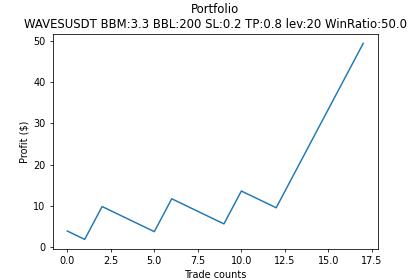 Portfolio
WAVESUSDT BBM:3.3 BBL:200 SL:0.2 TP:0.8 lev:20 WinRatio:50.0
50
40
30
20
10
0
Profit ($)
0.0 2.5 5.0 7.5 10.0 12.5 15.0 17.5
Trade counts